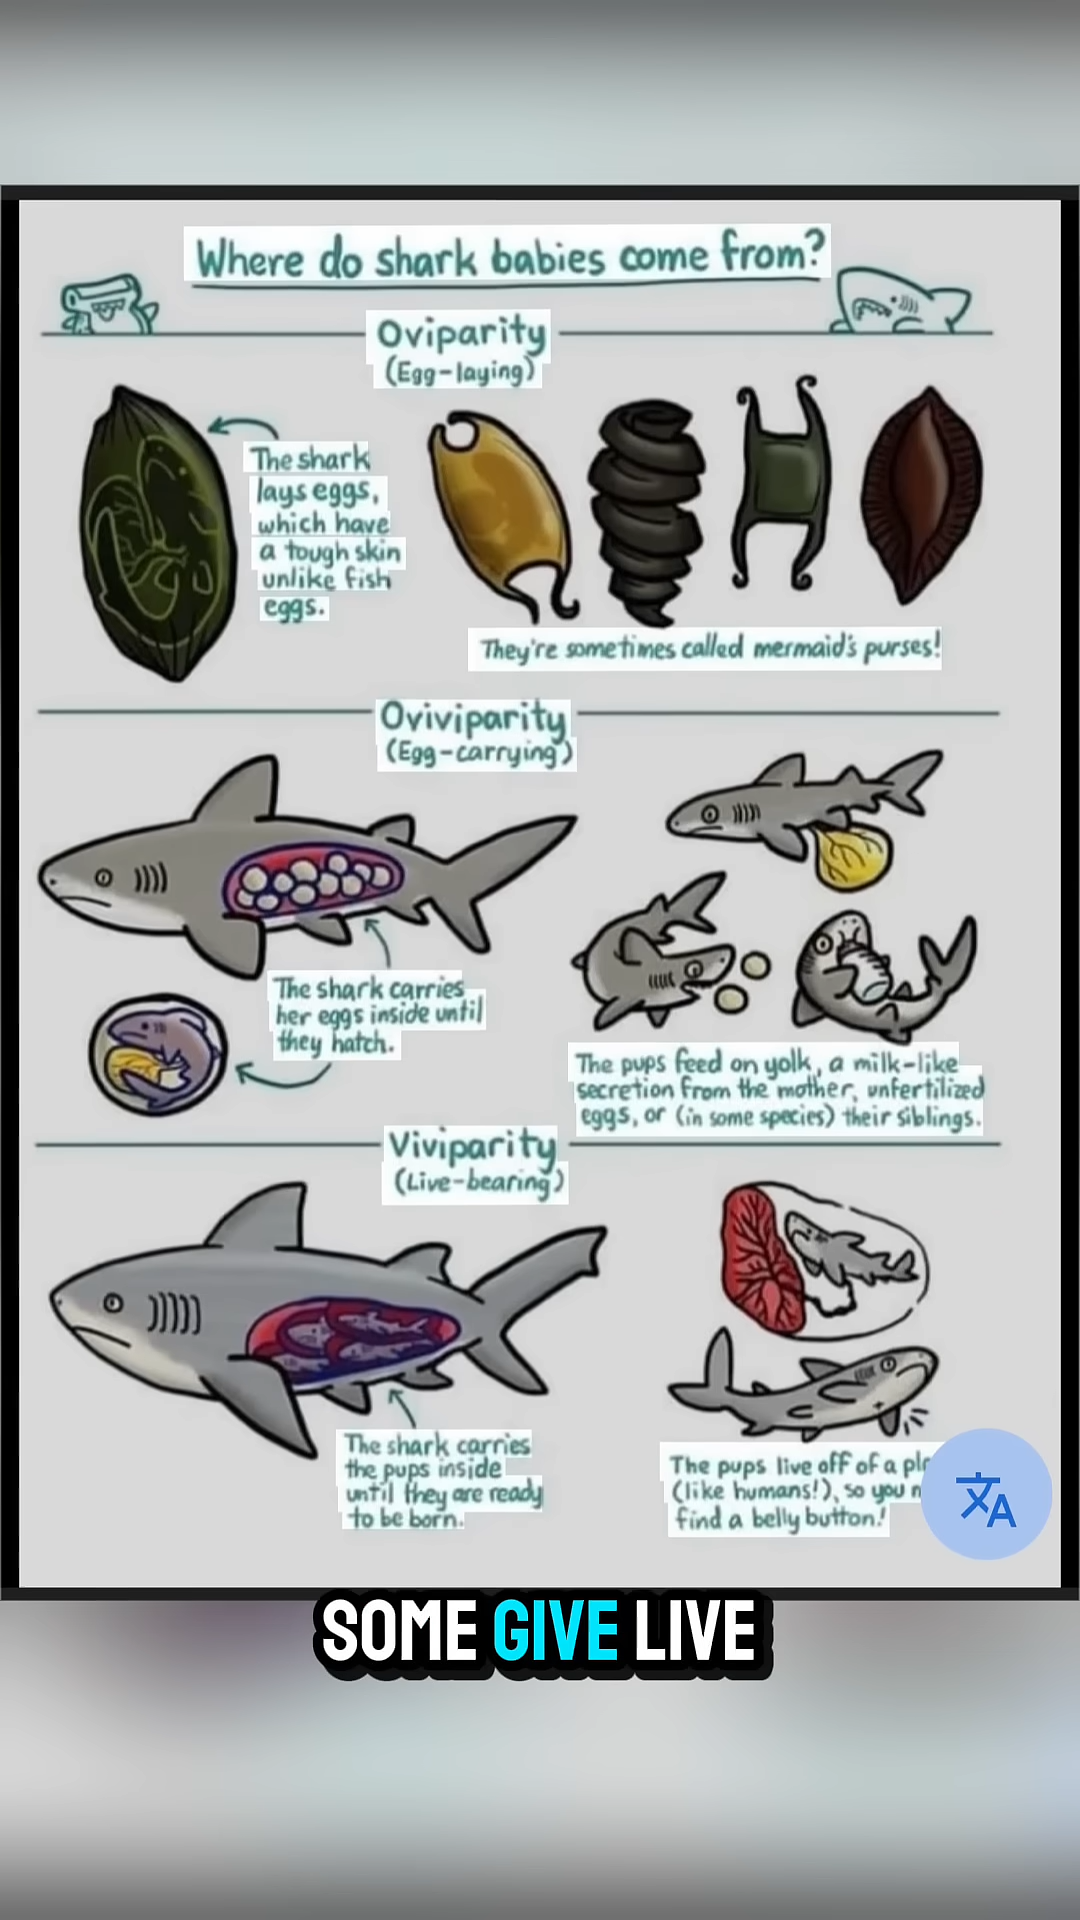 Where do shark babies come from?
Oviparity
(Egg-laying)
The shark
lays eggs,
which have
a tough skin
unlike fish
eggs.
They're sometimes called mermaid's purses!
Oviviparity
(Egg-carrying)
The shark carries
her eggs inside until
they hatch.
The pups feed on yolk, a milk-like
secretion from the mother, unfertilized
eggs, or (in some species) their siblings.
Viviparity
(Live-bearing)
The shark carries
the pups inside
until they are ready
to be born.
The pups live off of a
(like humans!), so you
find a belly button!
SOME GIVE LIVE